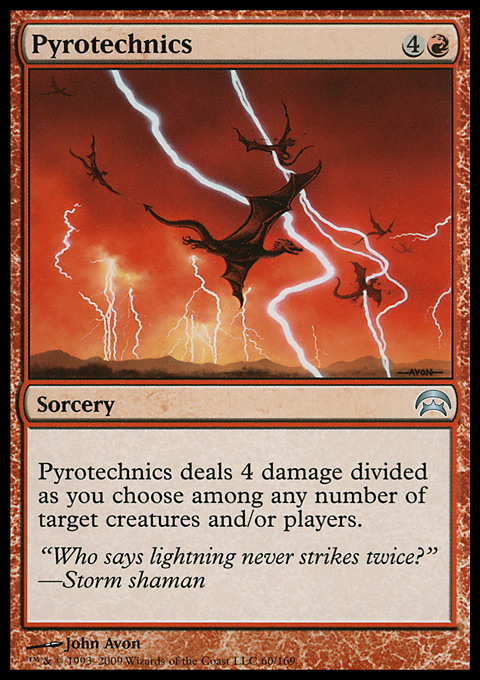 Pyrotechnics 4
AVON
Sorcery
Pyrotechnics deals 4 damage divided
as you choose among any number of
target creatures and/or players.
“Who says lightning never strikes twice?”
—Storm shaman
John Avon
™ & © 1993–2009 Wizards of the Coast LLC 60/169